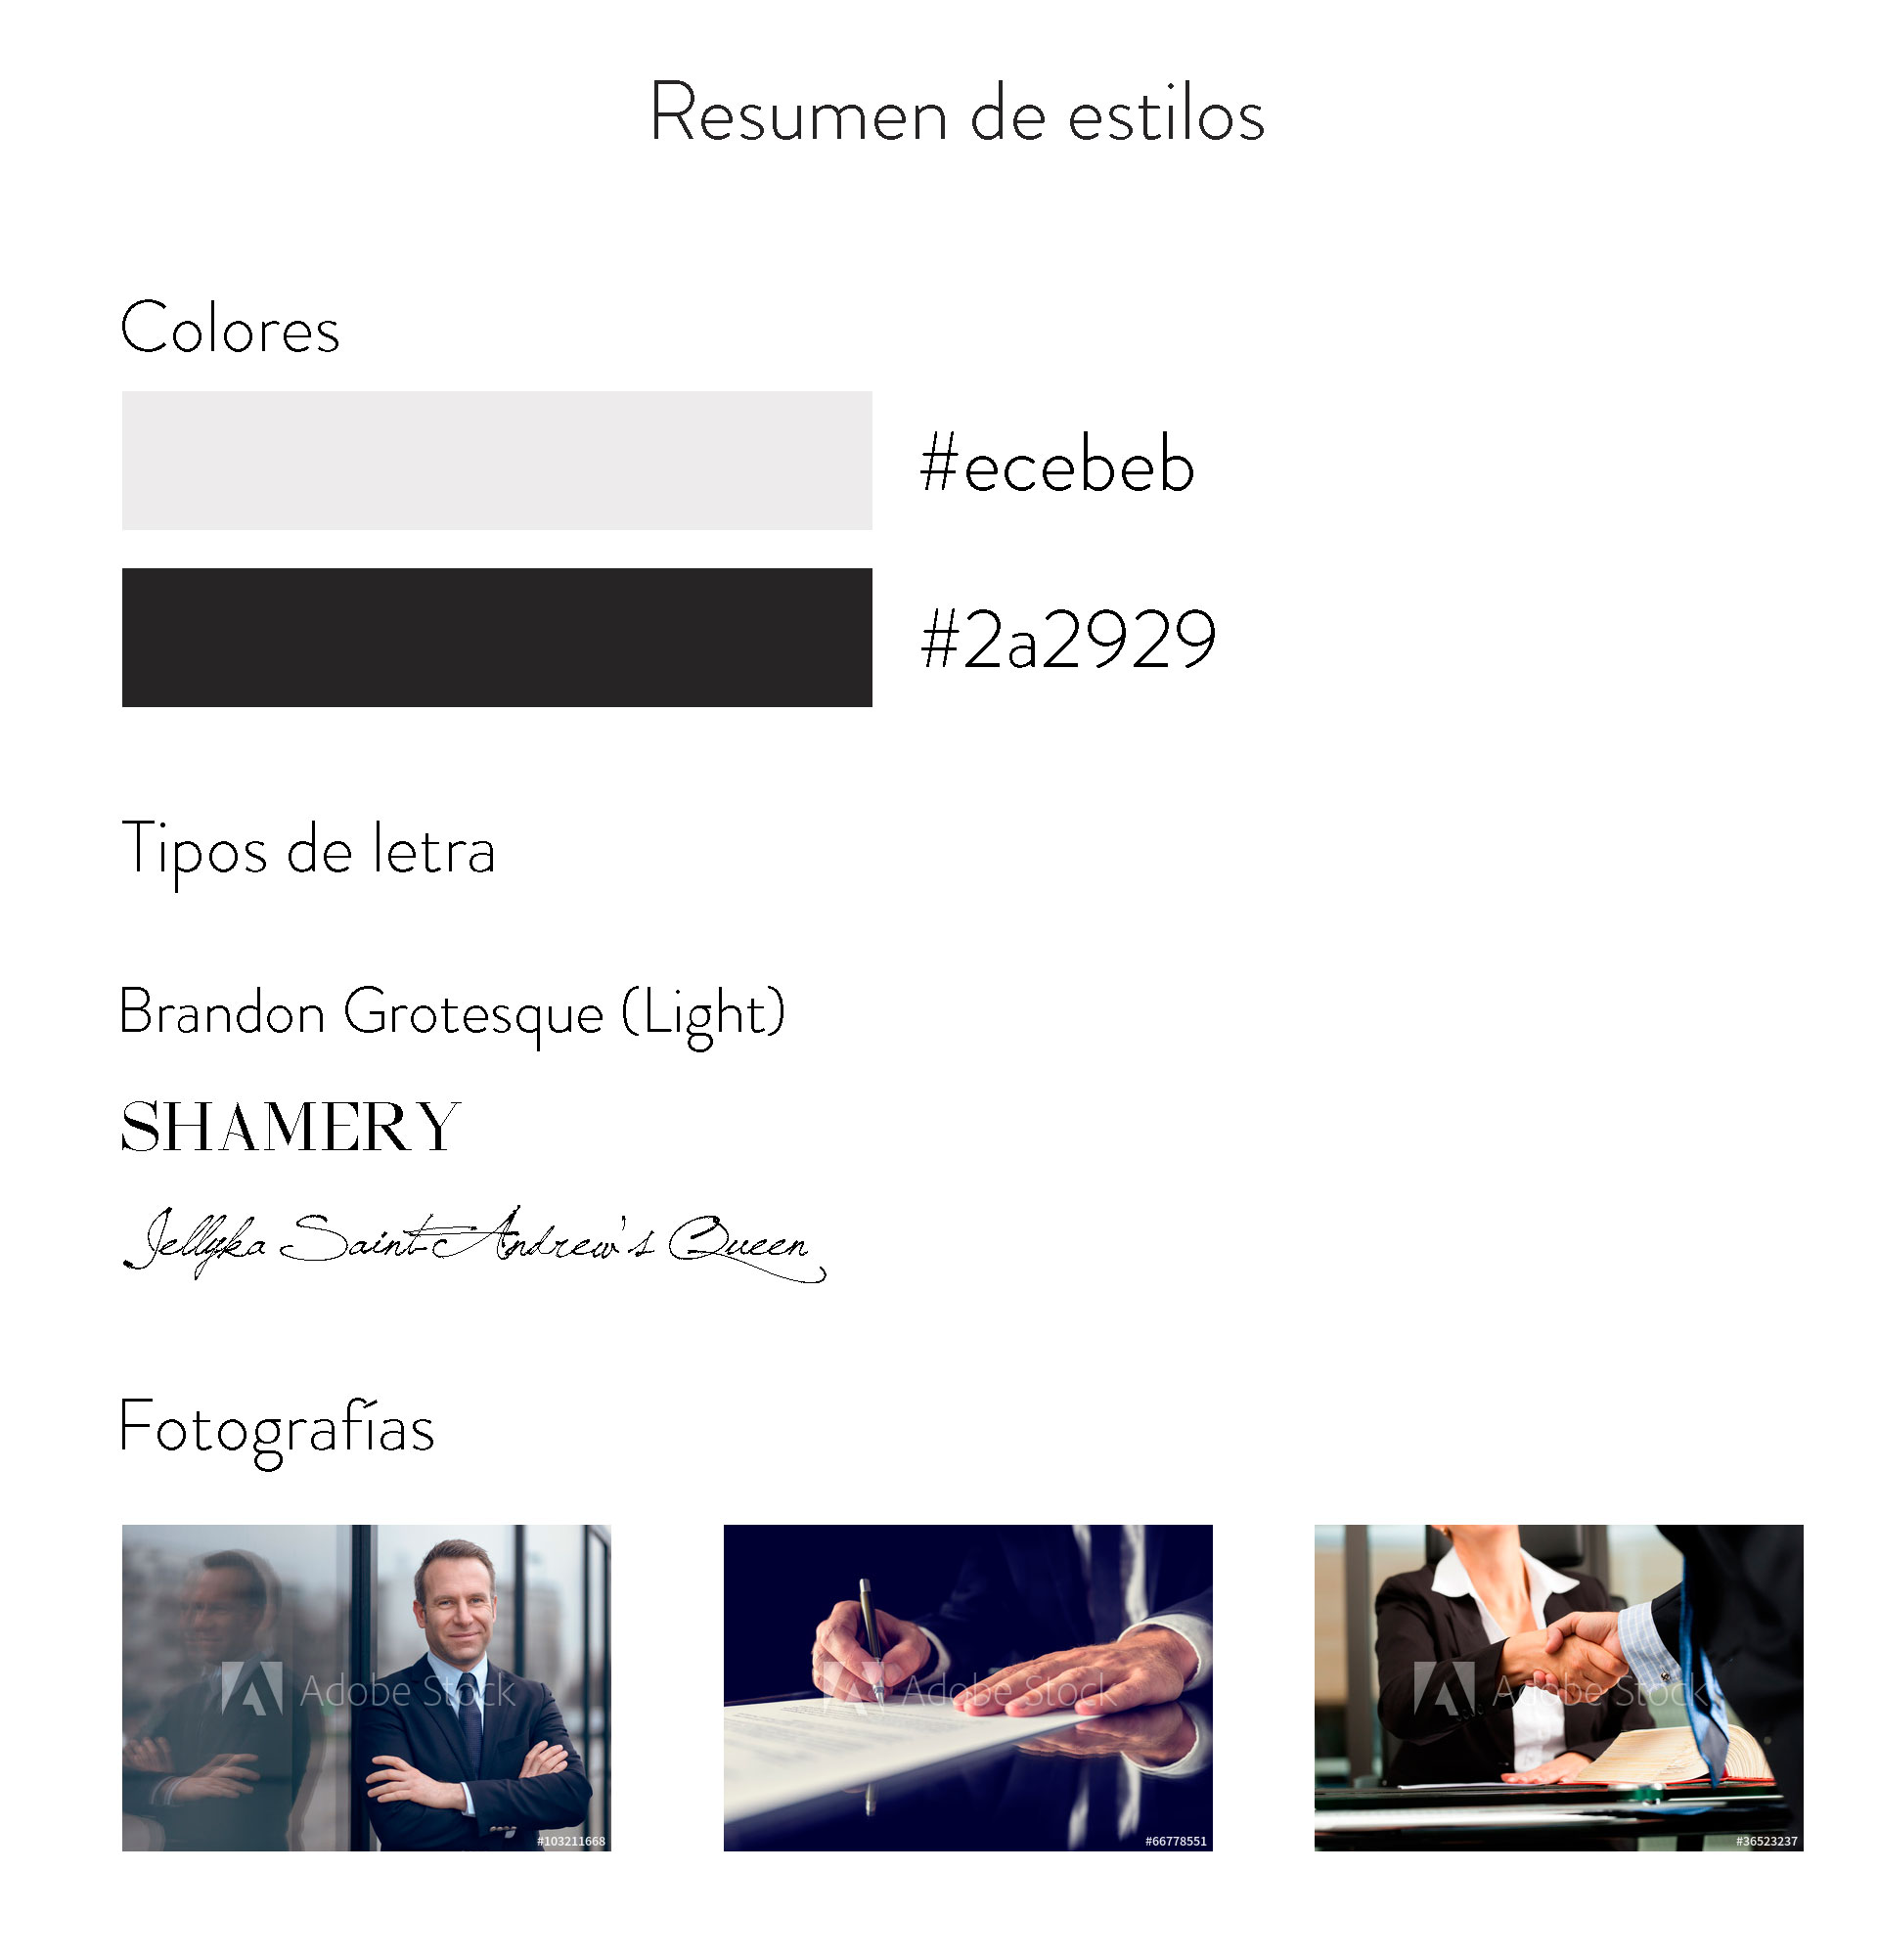 Resumen de estilos
Colores
#ecebeb
#2a2929
Tipos de letra
Brandon Grotesque (Light)
SHAMERY
Jellyka Saint-Andrew's Queen
Fotografías
Adobe Stock
#103211668
Adobe Stock
#66778551
Adobe Stock
#36523237